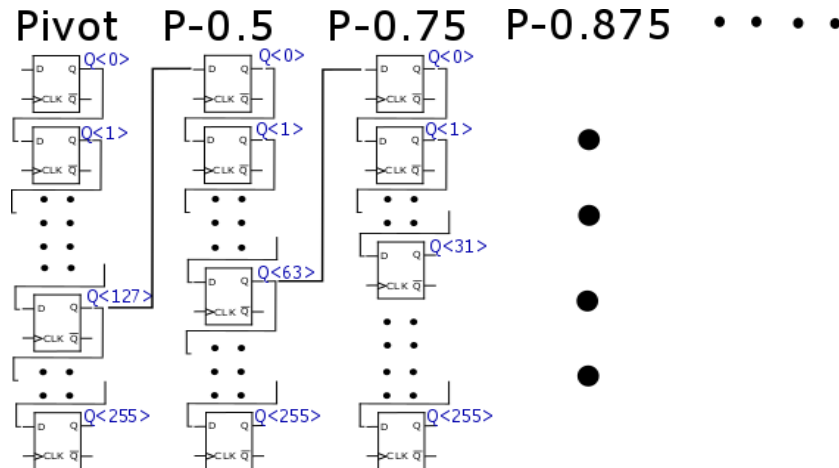 Pivot P-0.5 P-0.75 P-0.875
Q<0> Q<0> Q<0>
D Q D Q D Q
CLK Q̅ CLK Q̅ CLK Q̅
Q<1> Q<1> Q<1>
D Q D Q D Q
CLK Q̅ CLK Q̅ CLK Q̅
Q<31>
D Q
CLK Q̅
Q<63>
D Q
CLK Q̅
Q<127>
D Q
CLK Q̅
Q<255> Q<255> Q<255>
D Q D Q D Q
CLK Q̅ CLK Q̅ CLK Q̅